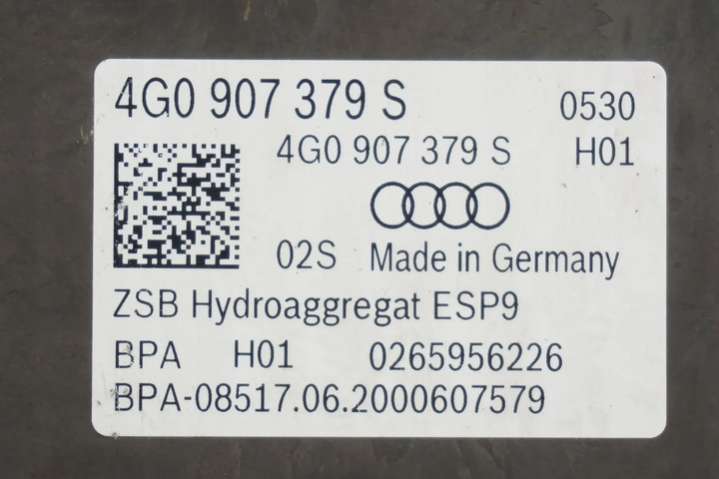 4G0 907 379 S 0530
4G0 907 379 S H01
02S Made in Germany
ZSB Hydroaggregat ESP9
BPA H01 0265956226
BPA-08517.06.2000607579